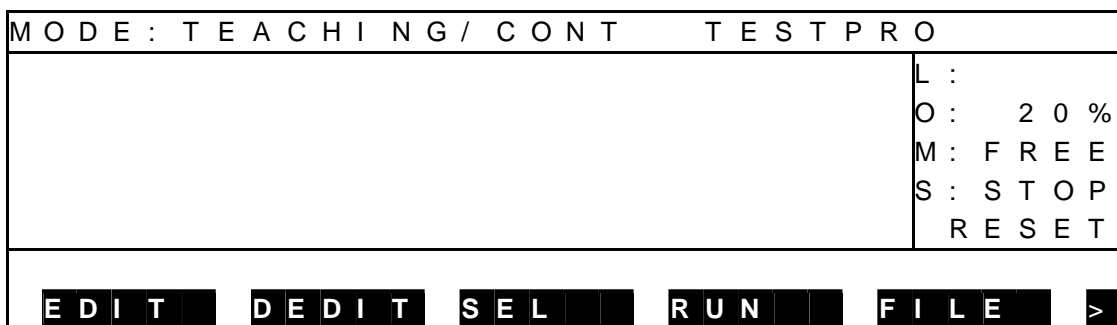 MODE: TEACHING/CONT TESTPRO
L:
O: 20%
M: FREE
S: STOP
RESET
EDIT DEDIT SEL RUN FILE >